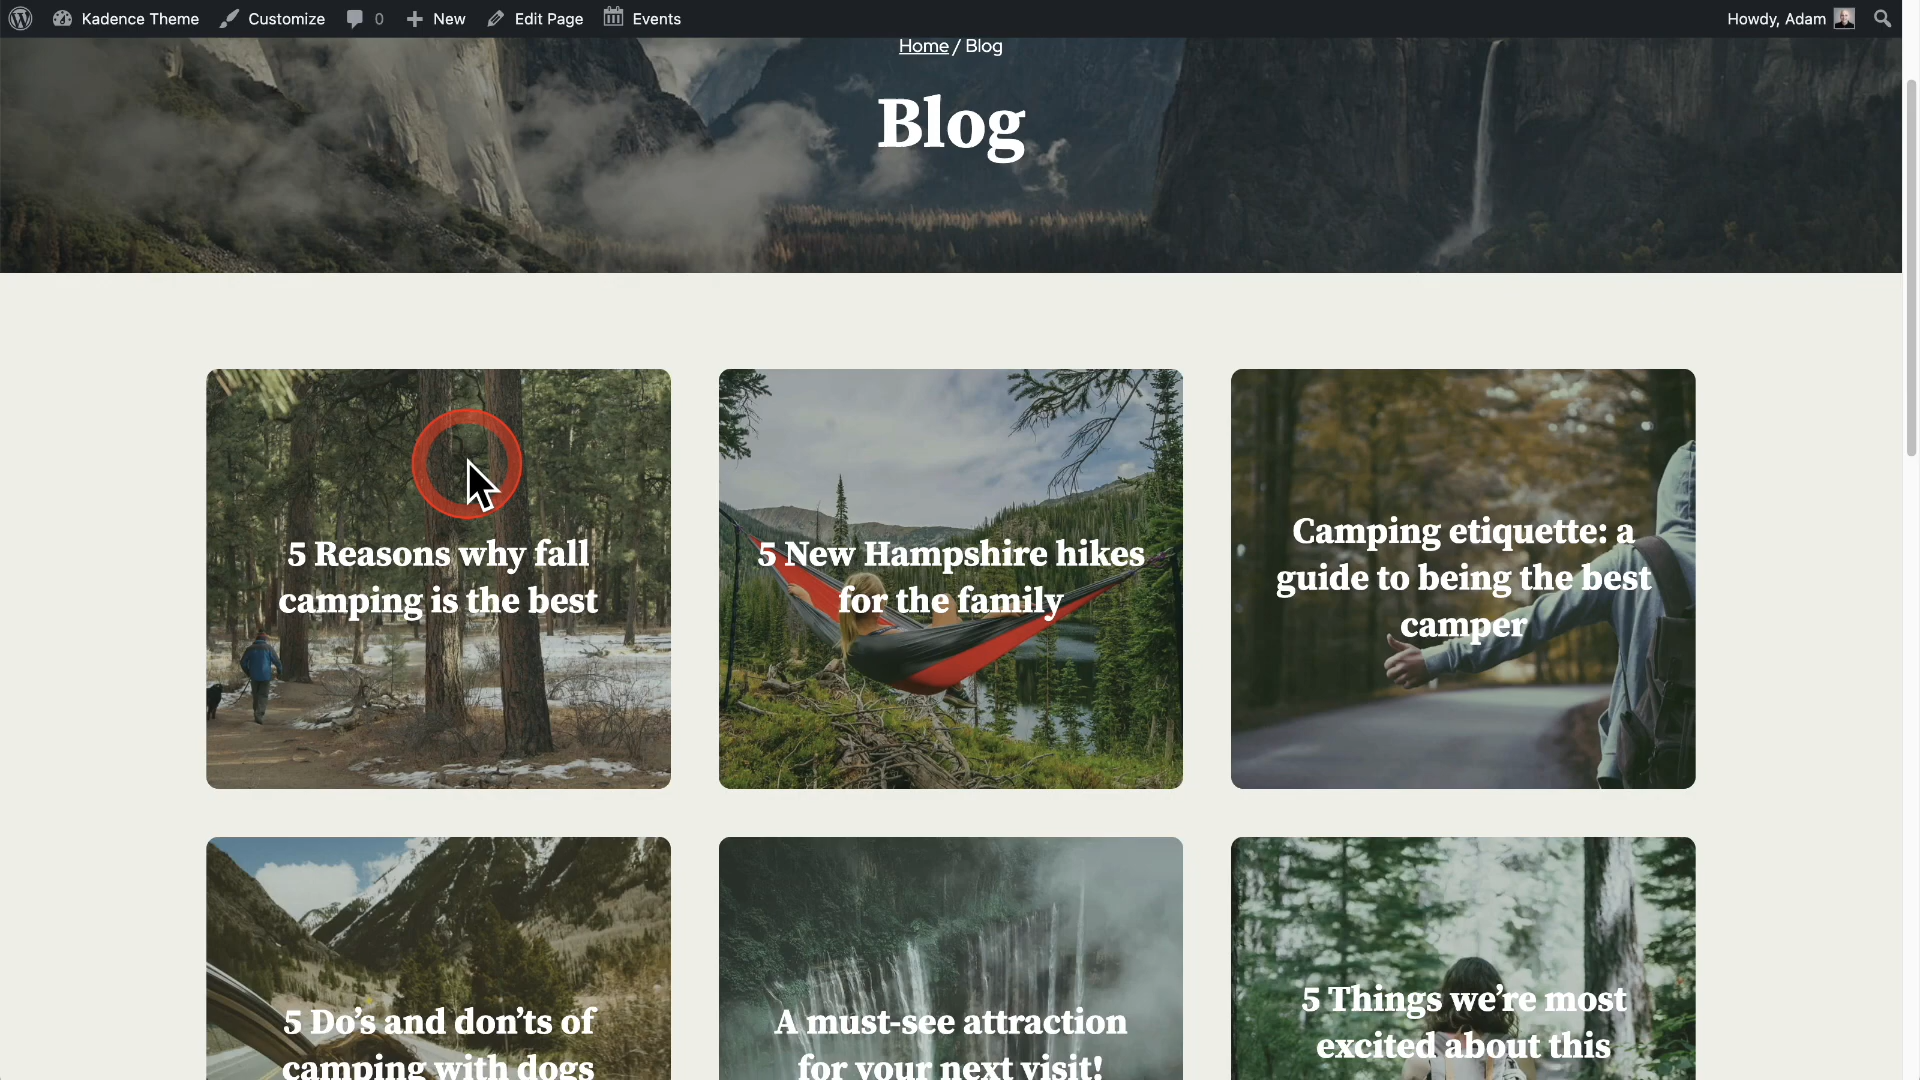 Kadence Theme Customize 0 New Edit Page Events Howdy, Adam
Home / Blog
Blog
5 Reasons why fall
camping is the best
5 New Hampshire hikes
for the family
Camping etiquette: a
guide to being the best
camper
5 Do’s and don’ts of
camping with dogs
A must-see attraction
for your next visit!
5 Things we’re most
excited about this